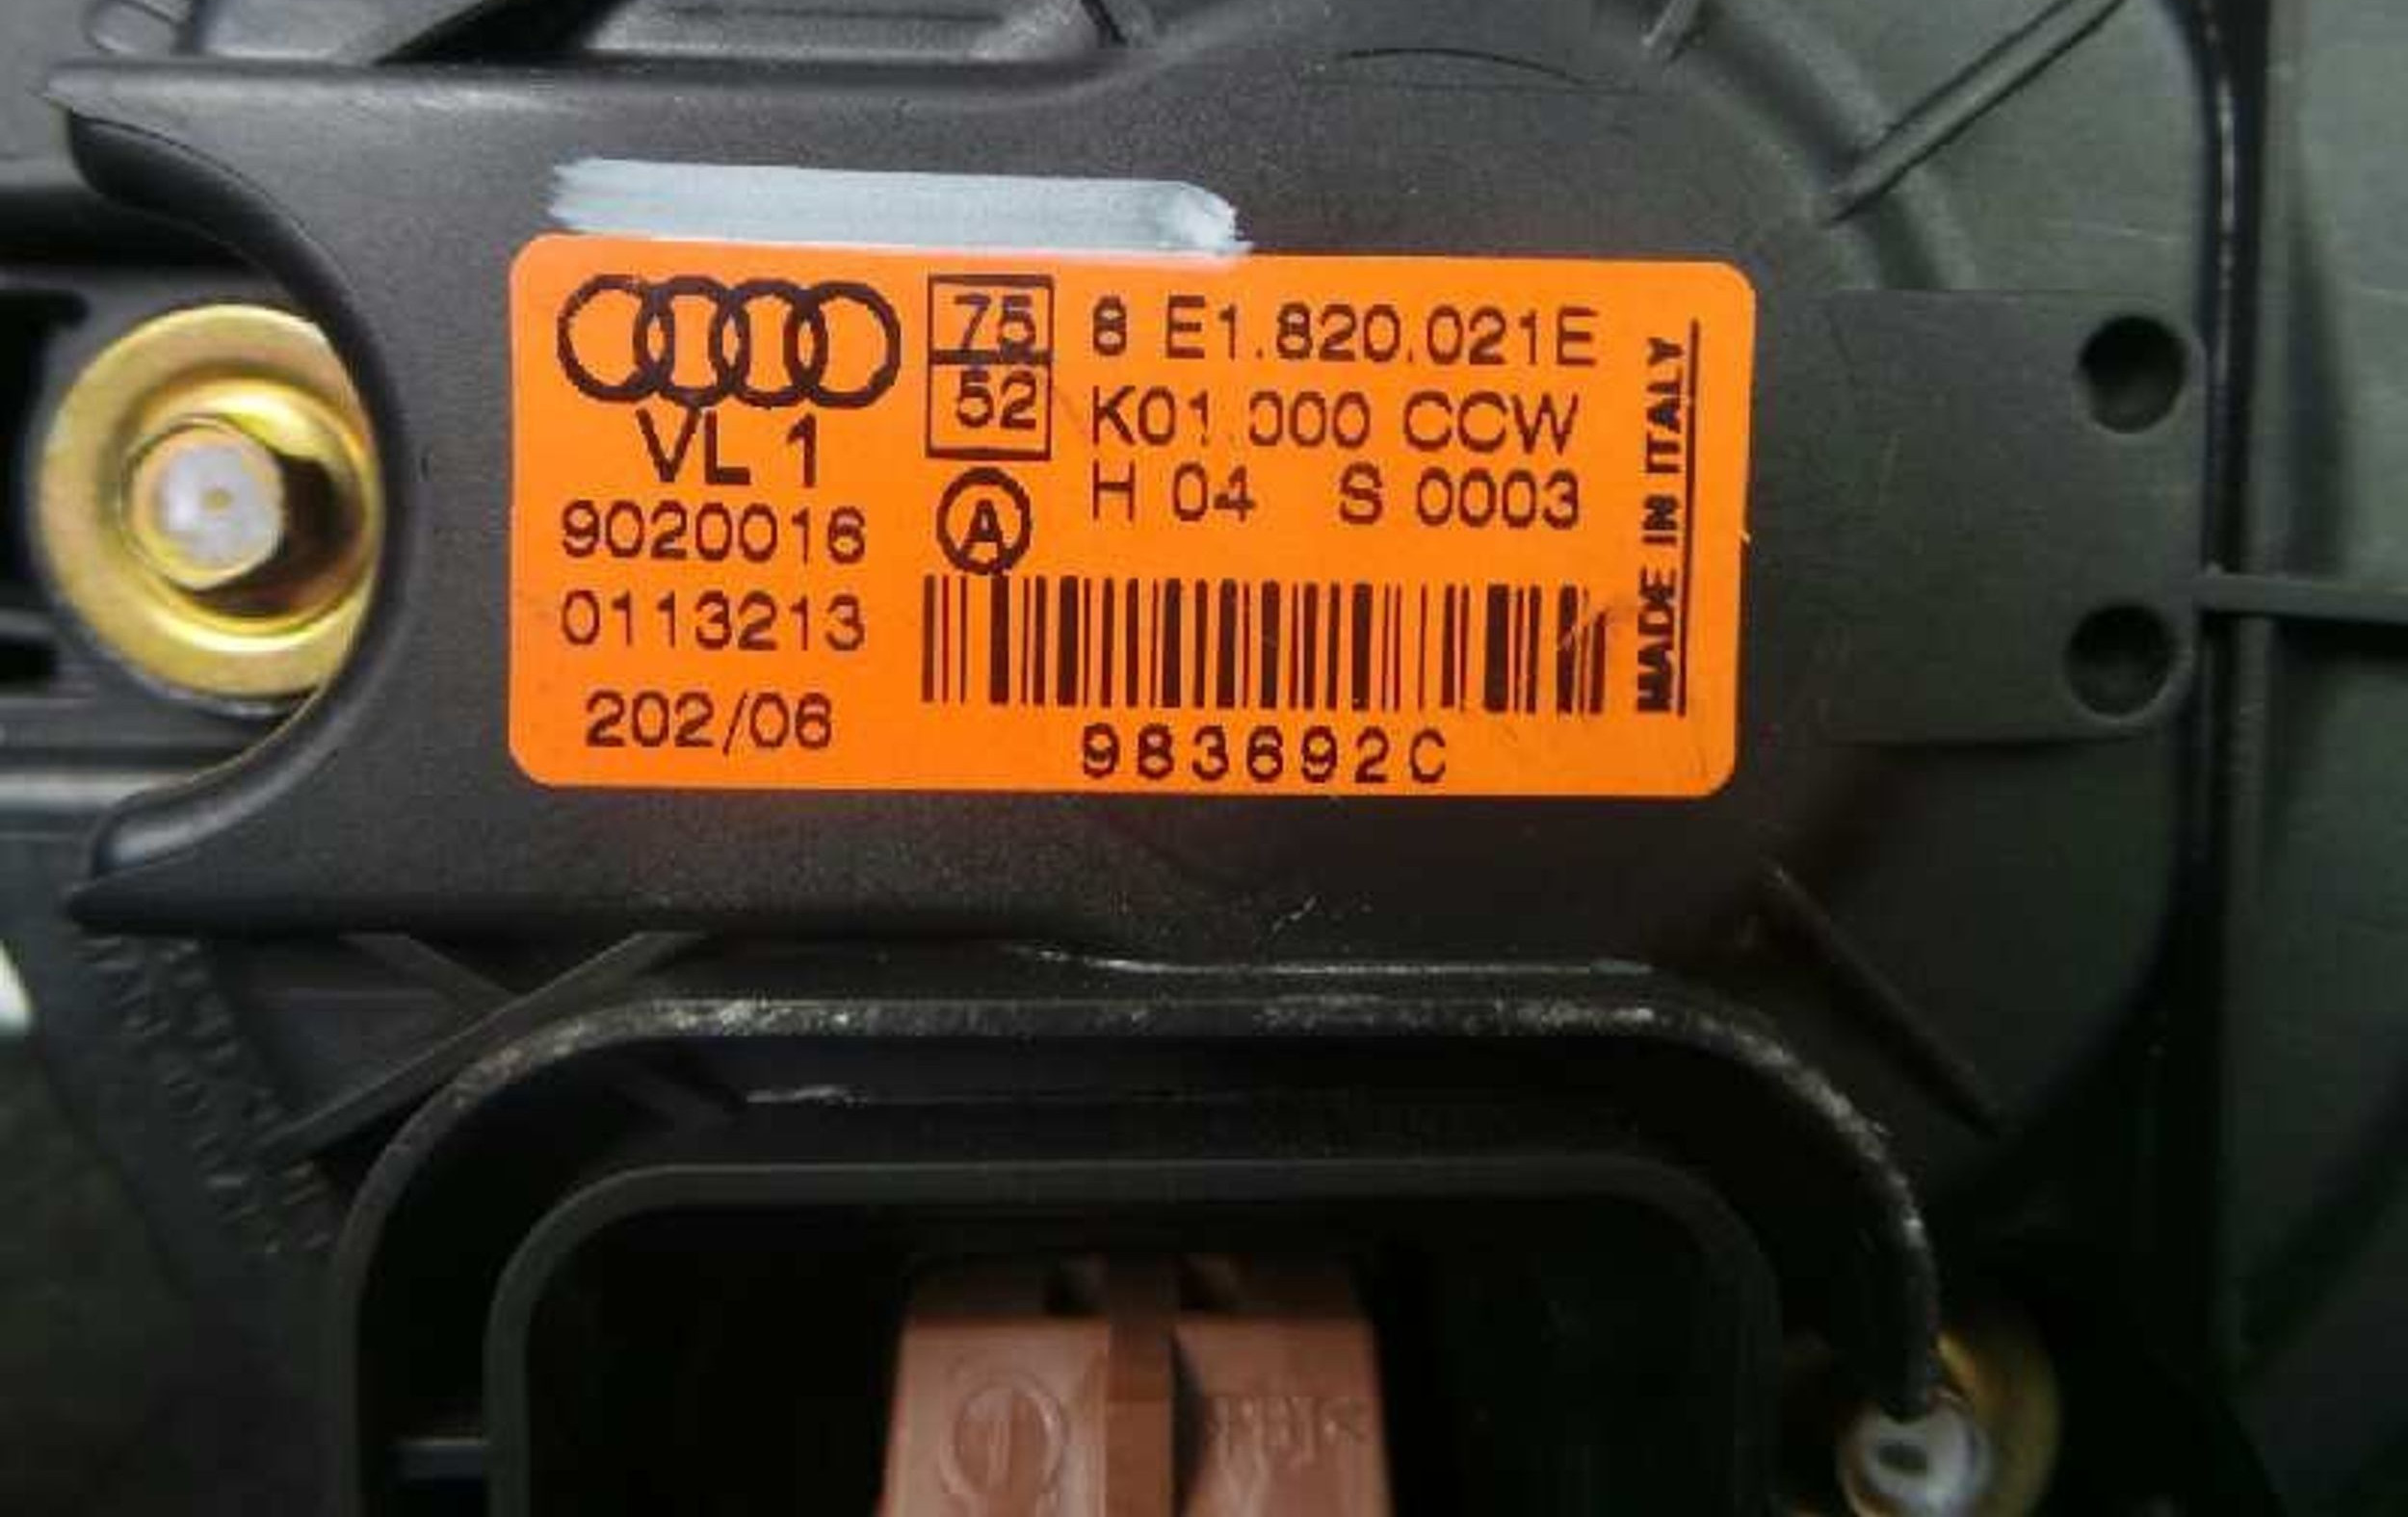 VL 1
9020016
0113213
202/06
75
52
A
8 E1.820.021E
K01.000 CCW
H 04 S 0003
983692C
MADE IN ITALY